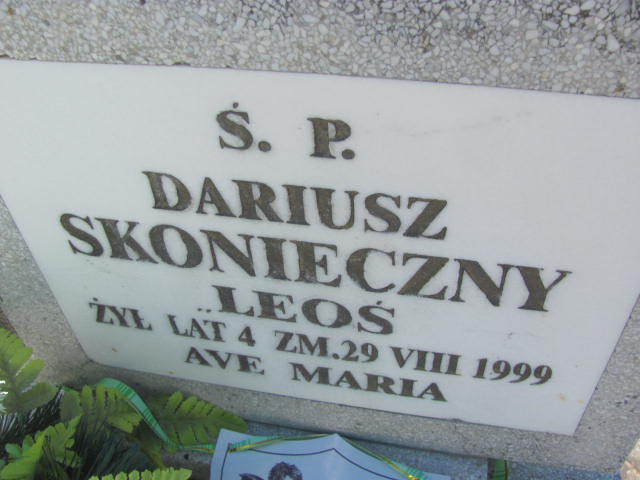 Ś. P.
DARIUSZ
SKONIECZNY
LEOŚ
ŻYŁ LAT 4 ZM.29 VIII 1999
AVE MARIA